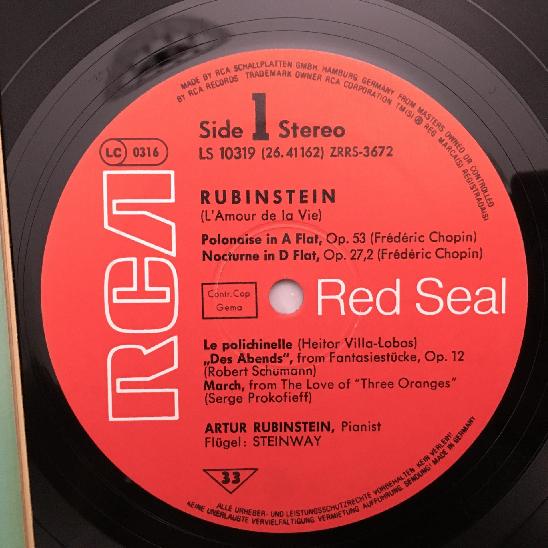 MADE BY RCA SCHALLPLATTEN GMBH, HAMBURG, GERMANY, FROM MASTERS OWNED OR CONTROLLED
BY RCA RECORDS TRADEMARK OWNER RCA CORPORATION. TM(S) ® REG. MARCA(S) REGISTRADA(S)
Side 1 Stereo
LS 10319 (26.41162) ZRRS-3672
LC 0316
RCA
RUBINSTEIN
(L'Amour de la Vie)
Polonaise in A Flat, Op. 53 (Frédéric Chopin)
Nocturne in D Flat, Op. 27,2 (Frédéric Chopin)
Contr. Cop
Gema
Red Seal
Le polichinelle (Heitor Villa-Lobos)
„Des Abends“, from Fantasiestücke, Op. 12
(Robert Schumann)
March, from The Love of “Three Oranges”
(Serge Prokofieff)
ARTUR RUBINSTEIN, Pianist
Flügel: STEINWAY
33
ALLE URHEBER- UND LEISTUNGSSCHUTZRECHTE VORBEHALTEN. KEIN VERLEIH!
KEINE UNERLAUBTE VERVIELFÄLTIGUNG, VERMIETUNG, AUFFÜHRUNG, SENDUNG! MADE IN GERMANY